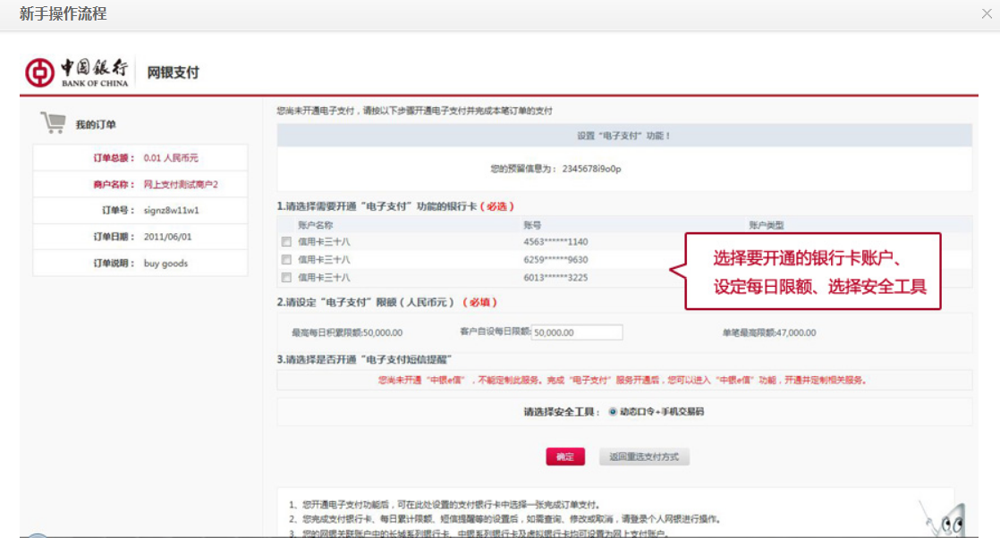 新手操作流程
中国银行
BANK OF CHINA
网银支付
我的订单
订单总额： 0.01 人民币元
商户名称： 网上支付测试商户2
订单号： signz8w11w1
订单日期： 2011/06/01
订单说明： buy goods
您尚未开通电子支付，请按以下步骤开通电子支付并完成本笔订单的支付
设置“电子支付”功能！
您的预留信息为： 2345678i9o0p
1.请选择需要开通“电子支付”功能的银行卡（必选）
账户名称 账号 账户类型
信用卡三十八 4563******1140
信用卡三十八 6259******9630
信用卡三十八 6013******3225
选择要开通的银行卡账户、
设定每日限额、选择安全工具
2.请设定“电子支付”限额（人民币元）（必填）
最高每日积累限额:50,000.00 客户自设每日限额: 50,000.00 单笔最高限额:47,000.00
3.请选择是否开通“电子支付短信提醒”
您尚未开通“中银e信”，不能定制此服务。完成“电子支付”服务开通后，您可以进入“中银e信”功能，开通并定制相关服务。
请选择安全工具： 动态口令+手机交易码
确定 返回重选支付方式
1、您开通电子支付功能后，可在此处设置的支付银行卡中选择一张完成订单支付。
2、您完成支付银行卡、每日累计限额、短信提醒等的设置后，如需查询、修改或取消，请登录个人网银进行操作。
3、您的网银关联账户中的长城系列银行卡、中银系列银行卡及虚拟银行卡均可设置为网上支付账户。